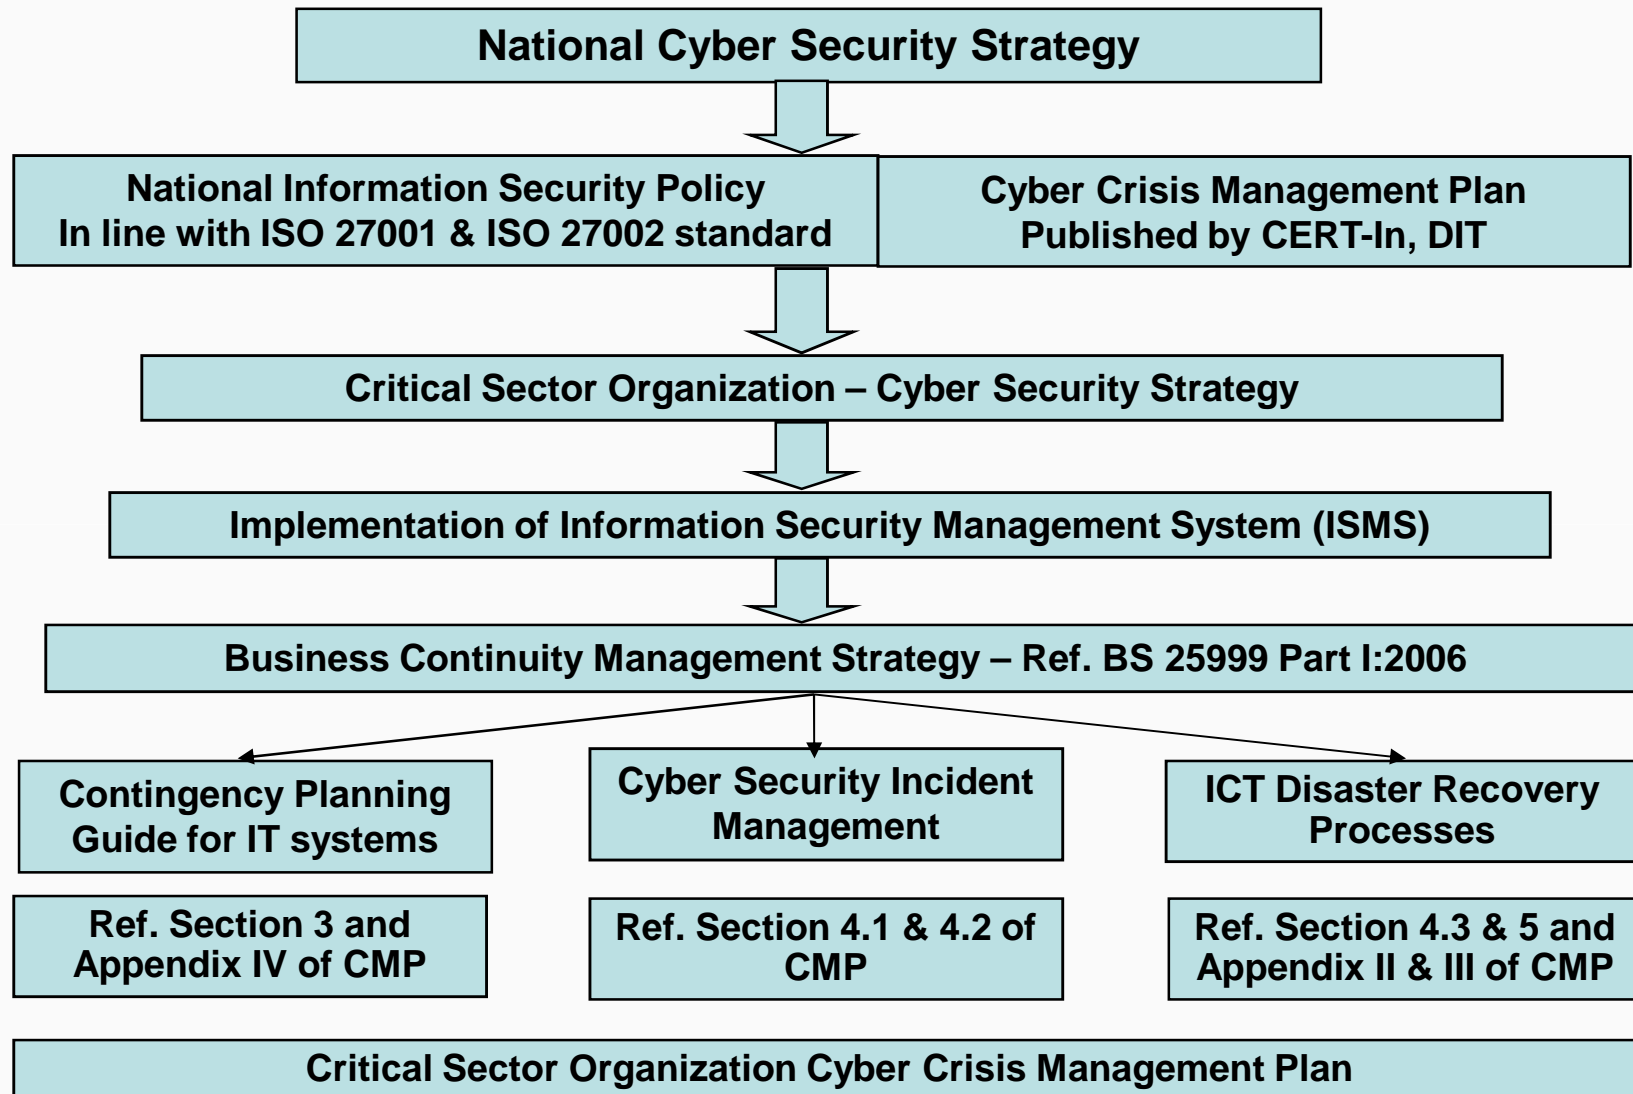 National Cyber Security Strategy
National Information Security Policy
In line with ISO 27001 & ISO 27002 standard
Cyber Crisis Management Plan
Published by CERT-In, DIT
Critical Sector Organization – Cyber Security Strategy
Implementation of Information Security Management System (ISMS)
Business Continuity Management Strategy – Ref. BS 25999 Part I:2006
Contingency Planning
Guide for IT systems
Cyber Security Incident
Management
ICT Disaster Recovery
Processes
Ref. Section 3 and
Appendix IV of CMP
Ref. Section 4.1 & 4.2 of
CMP
Ref. Section 4.3 & 5 and
Appendix II & III of CMP
Critical Sector Organization Cyber Crisis Management Plan